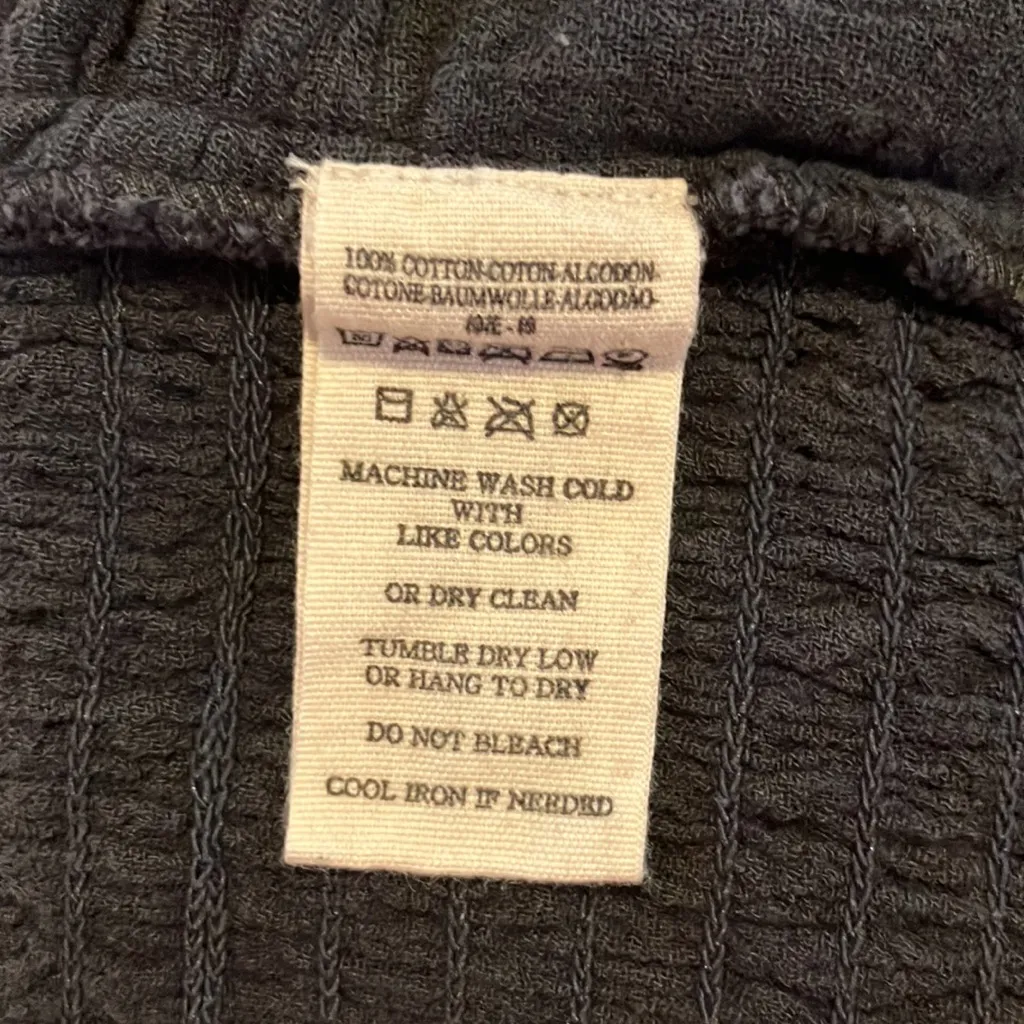 100% COTTON-COTON-ALGODON-
COTONE-BAUMWOLLE-ALGODÃO-
MACHINE WASH COLD
WITH
LIKE COLORS
OR DRY CLEAN
TUMBLE DRY LOW
OR HANG TO DRY
DO NOT BLEACH
COOL IRON IF NEEDED